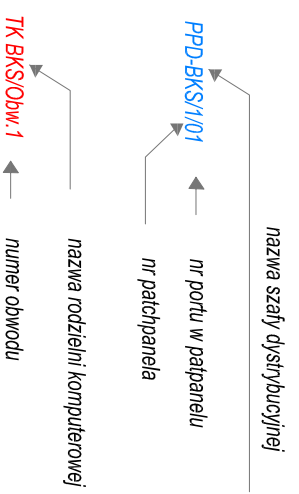 nazwa szafy dystrybucyjnej
PPD-BKS/1/01
nr portu w patpanelu
nr patchpanela
nazwa rodzielni komputerowej
TK BKS/Obw.1
numer obwodu